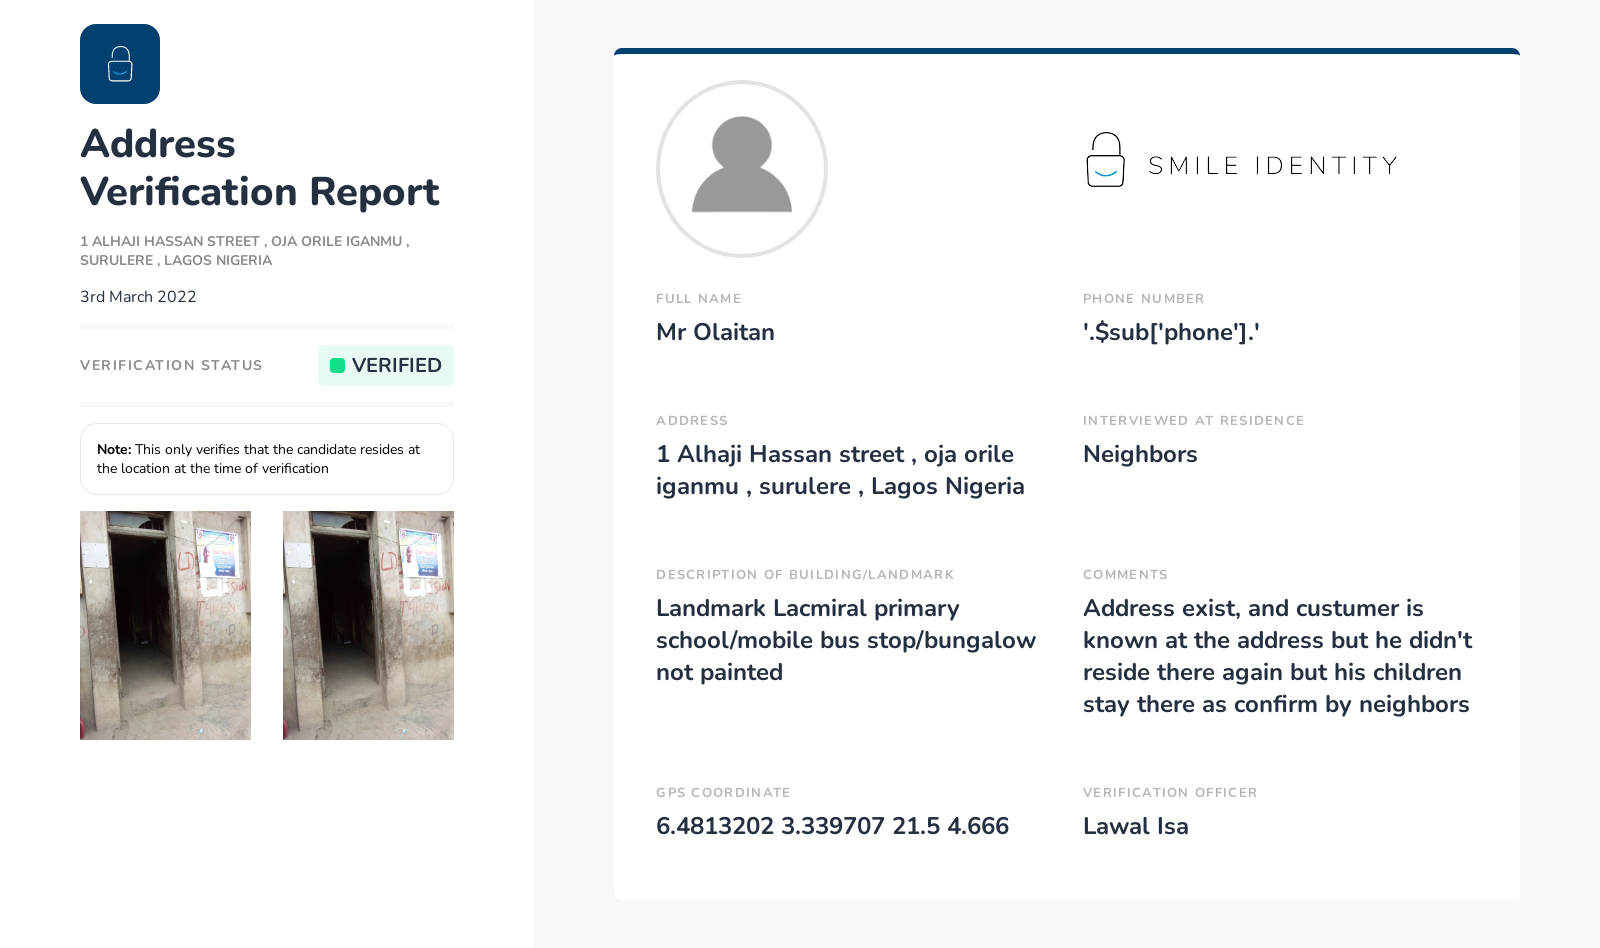 Address
Verification Report
1 ALHAJI HASSAN STREET , OJA ORILE IGANMU ,
SURULERE , LAGOS NIGERIA
3rd March 2022
VERIFICATION STATUS
VERIFIED
Note: This only verifies that the candidate resides at
the location at the time of verification
SMILE IDENTITY
FULL NAME
Mr Olaitan
PHONE NUMBER
'.$sub['phone'].'
ADDRESS
1 Alhaji Hassan street , oja orile
iganmu , surulere , Lagos Nigeria
INTERVIEWED AT RESIDENCE
Neighbors
DESCRIPTION OF BUILDING/LANDMARK
Landmark Lacmiral primary
school/mobile bus stop/bungalow
not painted
COMMENTS
Address exist, and custumer is
known at the address but he didn't
reside there again but his children
stay there as confirm by neighbors
GPS COORDINATE
6.4813202 3.339707 21.5 4.666
VERIFICATION OFFICER
Lawal Isa